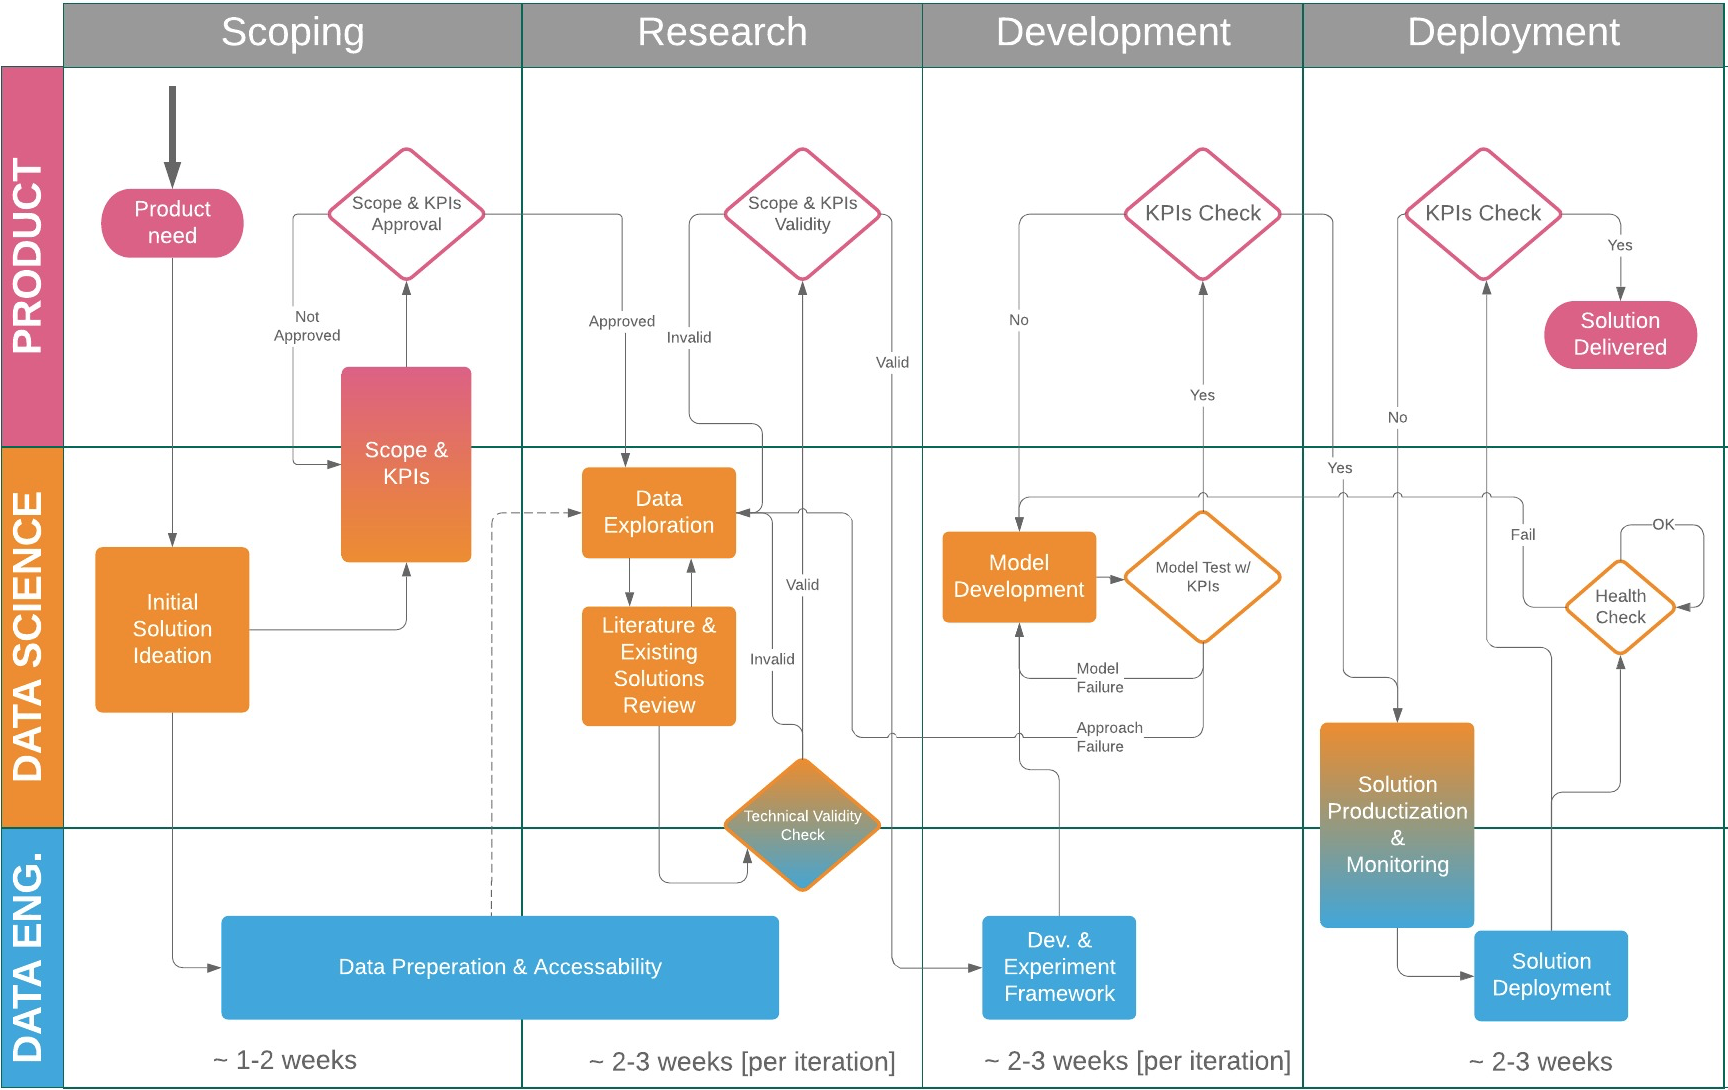 Scoping
Research
Development
Deployment
PRODUCT
Product
need
Scope & KPIs
Approval
Not
Approved
Approved
Scope &
KPIs
Scope & KPIs
Validity
Invalid
Valid
KPIs Check
No
Yes
KPIs Check
Yes
Solution
Delivered
No
Yes
DATA SCIENCE
Initial
Solution
Ideation
Data
Exploration
Literature &
Existing
Solutions
Review
Valid
Invalid
Technical Validity
Check
Model
Development
Model Test w/
KPIs
Model
Failure
Approach
Failure
Fail
OK
Health
Check
Solution
Productization
&
Monitoring
DATA ENG.
Data Preperation & Accessability
Dev. &
Experiment
Framework
Solution
Deployment
~ 1-2 weeks
~ 2-3 weeks [per iteration]
~ 2-3 weeks [per iteration]
~ 2-3 weeks